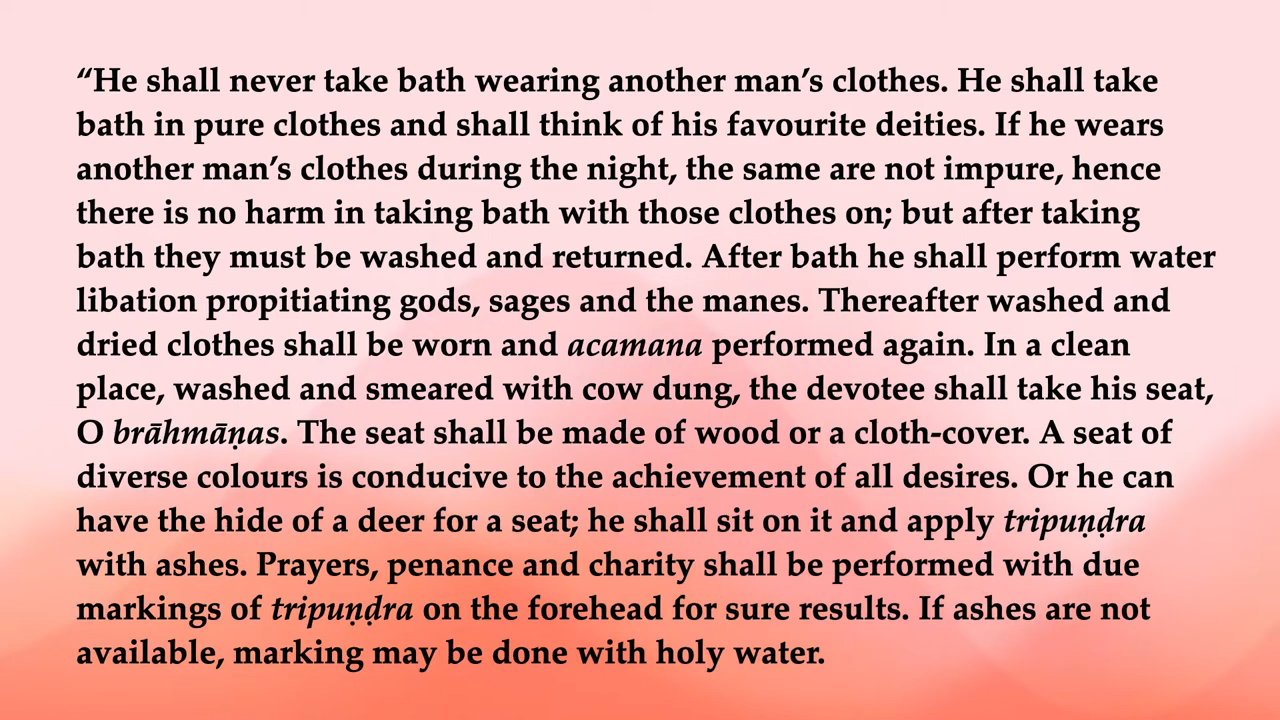 “He shall never take bath wearing another man’s clothes. He shall take
bath in pure clothes and shall think of his favourite deities. If he wears
another man’s clothes during the night, the same are not impure, hence
there is no harm in taking bath with those clothes on; but after taking
bath they must be washed and returned. After bath he shall perform water
libation propitiating gods, sages and the manes. Thereafter washed and
dried clothes shall be worn and acamana performed again. In a clean
place, washed and smeared with cow dung, the devotee shall take his seat,
O brāhmāṇas. The seat shall be made of wood or a cloth-cover. A seat of
diverse colours is conducive to the achievement of all desires. Or he can
have the hide of a deer for a seat; he shall sit on it and apply tripuṇḍra
with ashes. Prayers, penance and charity shall be performed with due
markings of tripuṇḍra on the forehead for sure results. If ashes are not
available, marking may be done with holy water.